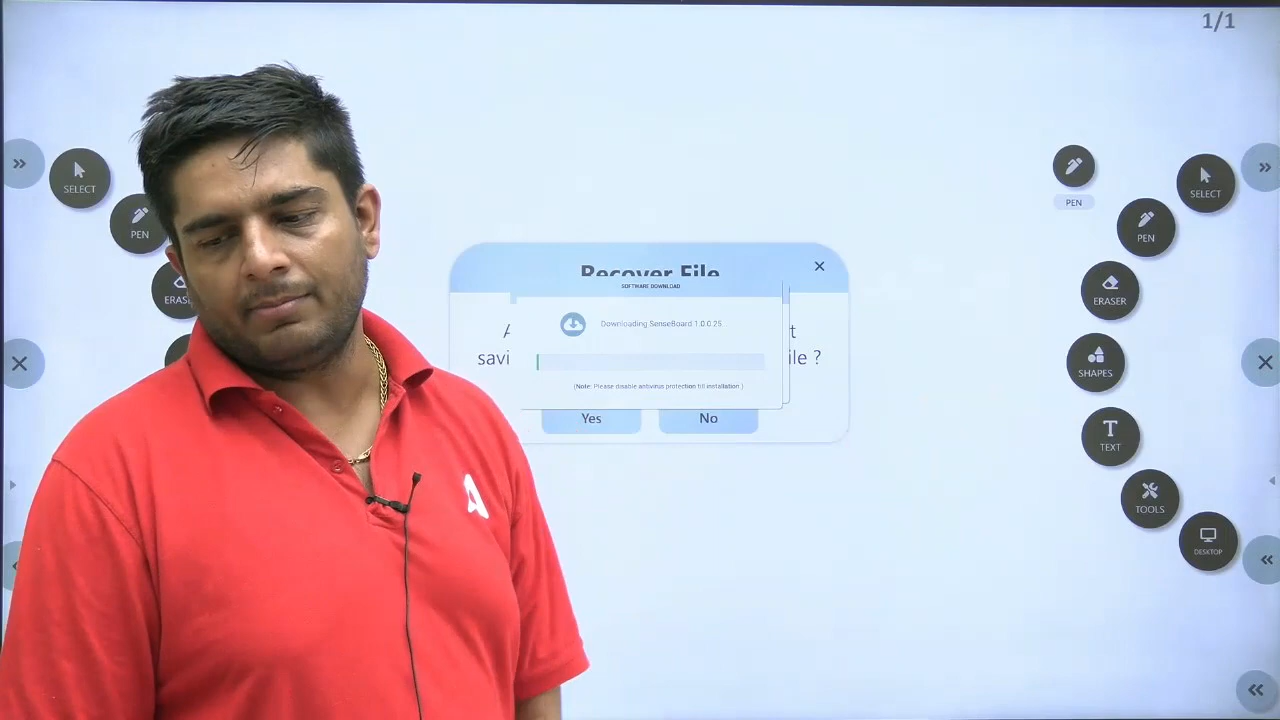 1/1
SELECT
PEN
PEN
SELECT
PEN
ERASER
Recover File
SOFTWARE DOWNLOAD
Downloading SenseBoard 1.0.0.25
savi
ile ?
(Note: Please disable antivirus protection till installation )
Yes
No
SHAPES
TEXT
TOOLS
DESKTOP